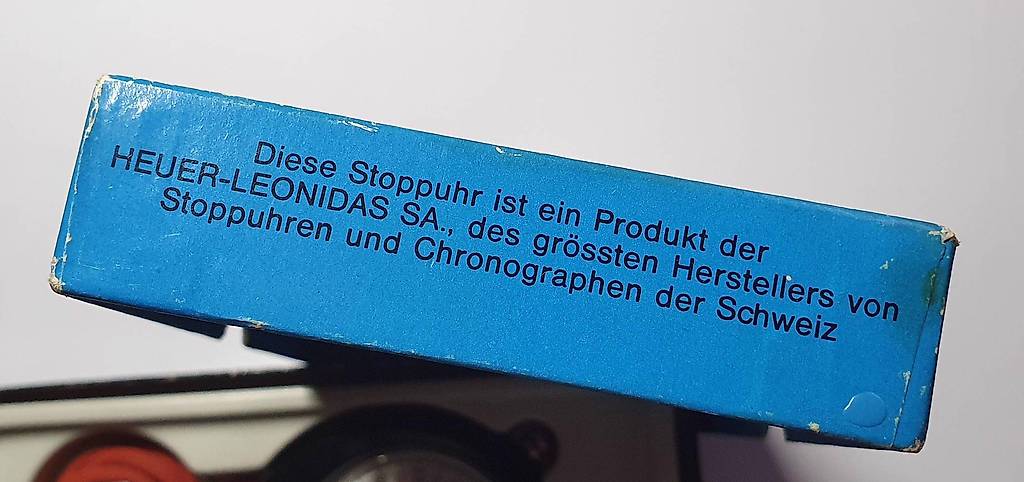 Diese Stoppuhr ist ein Produkt der
HEUER-LEONIDAS SA., des grössten Herstellers von
Stoppuhren und Chronographen der Schweiz